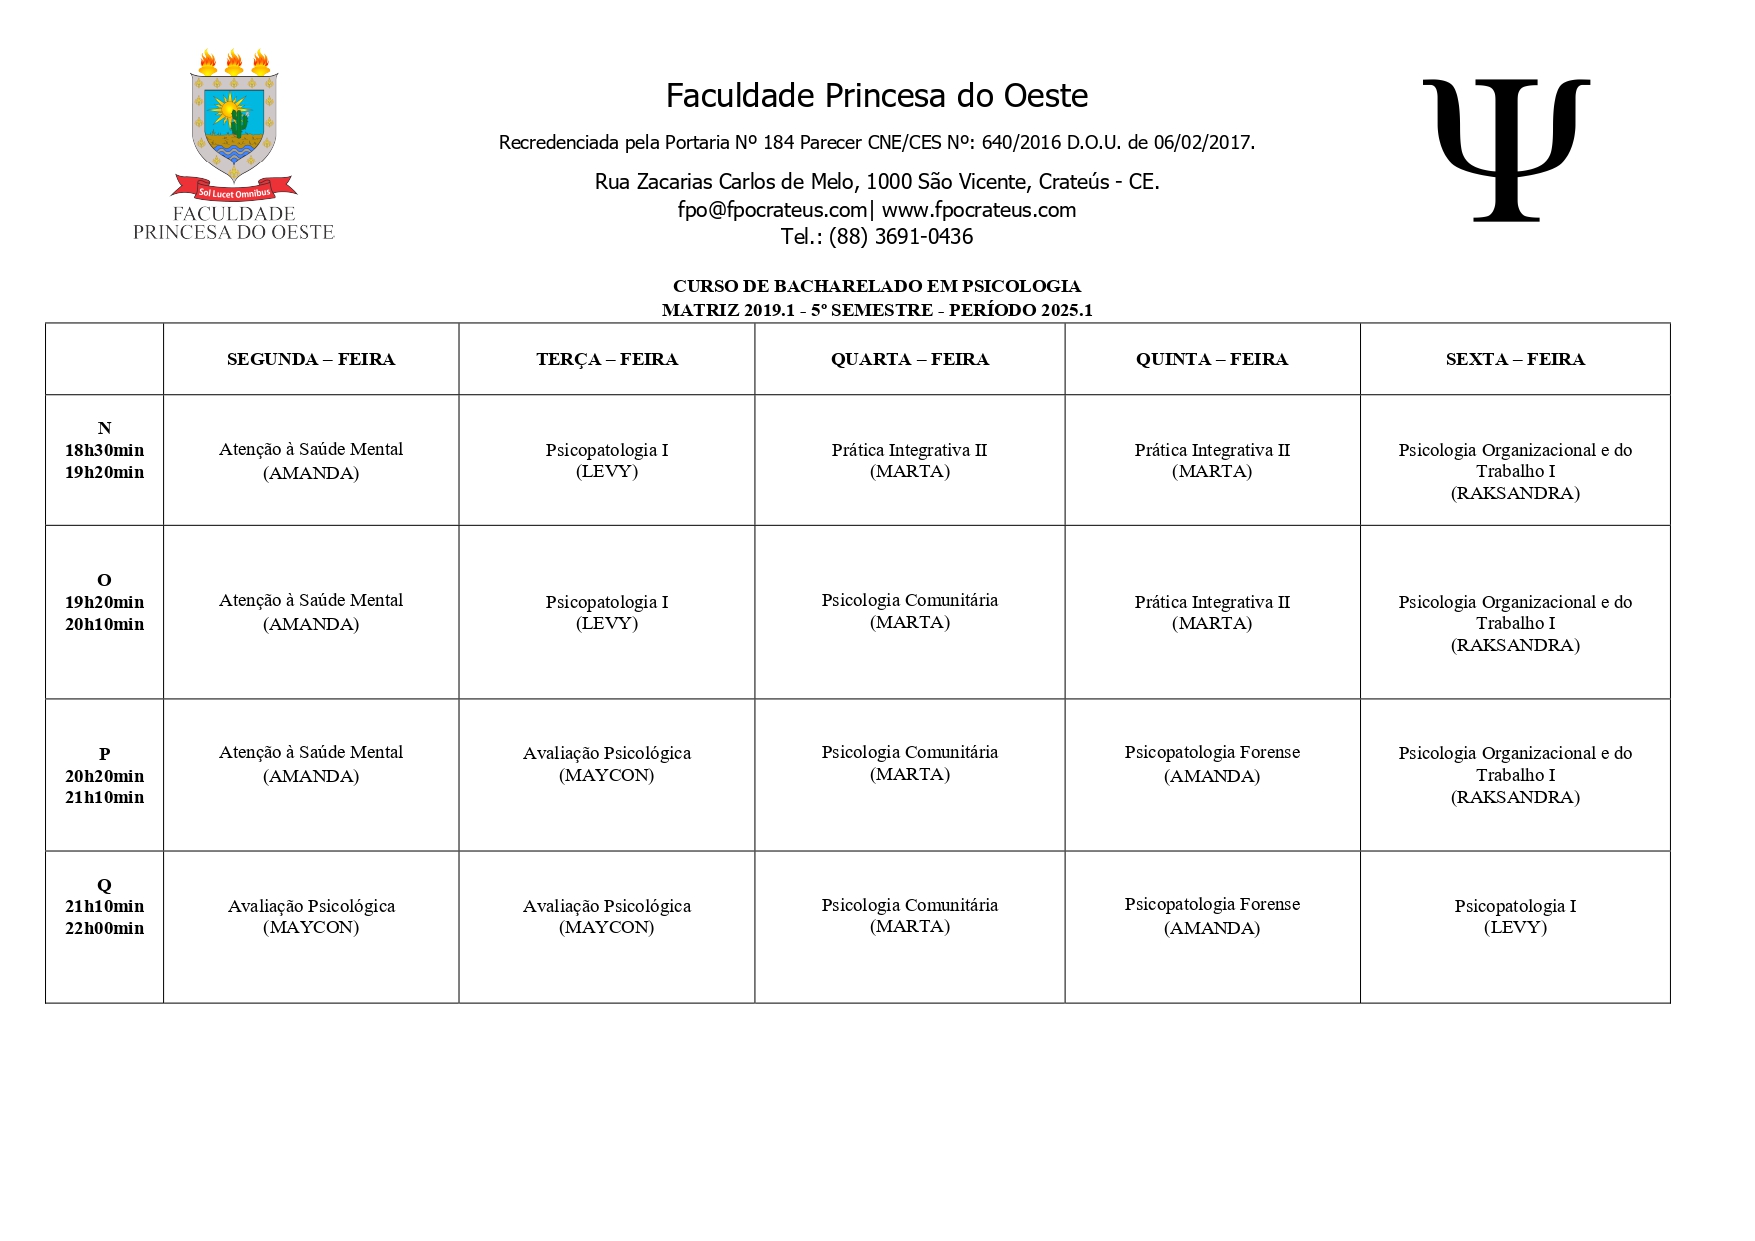 Sol Lucet Omnibus
FACULDADE
PRINCESA DO OESTE
Faculdade Princesa do Oeste
Recredenciada pela Portaria Nº 184 Parecer CNE/CES Nº: 640/2016 D.O.U. de 06/02/2017.
Rua Zacarias Carlos de Melo, 1000 São Vicente, Crateús - CE.
fpo@fpocrateus.com| www.fpocrateus.com
Tel.: (88) 3691-0436
Ψ
CURSO DE BACHARELADO EM PSICOLOGIA
MATRIZ 2019.1 - 5º SEMESTRE - PERÍODO 2025.1
SEGUNDA – FEIRA
TERÇA – FEIRA
QUARTA – FEIRA
QUINTA – FEIRA
SEXTA – FEIRA
N
18h30min
19h20min
Atenção à Saúde Mental
(AMANDA)
Psicopatologia I
(LEVY)
Prática Integrativa II
(MARTA)
Prática Integrativa II
(MARTA)
Psicologia Organizacional e do
Trabalho I
(RAKSANDRA)
O
19h20min
20h10min
Atenção à Saúde Mental
(AMANDA)
Psicopatologia I
(LEVY)
Psicologia Comunitária
(MARTA)
Prática Integrativa II
(MARTA)
Psicologia Organizacional e do
Trabalho I
(RAKSANDRA)
P
20h20min
21h10min
Atenção à Saúde Mental
(AMANDA)
Avaliação Psicológica
(MAYCON)
Psicologia Comunitária
(MARTA)
Psicopatologia Forense
(AMANDA)
Psicologia Organizacional e do
Trabalho I
(RAKSANDRA)
Q
21h10min
22h00min
Avaliação Psicológica
(MAYCON)
Avaliação Psicológica
(MAYCON)
Psicologia Comunitária
(MARTA)
Psicopatologia Forense
(AMANDA)
Psicopatologia I
(LEVY)